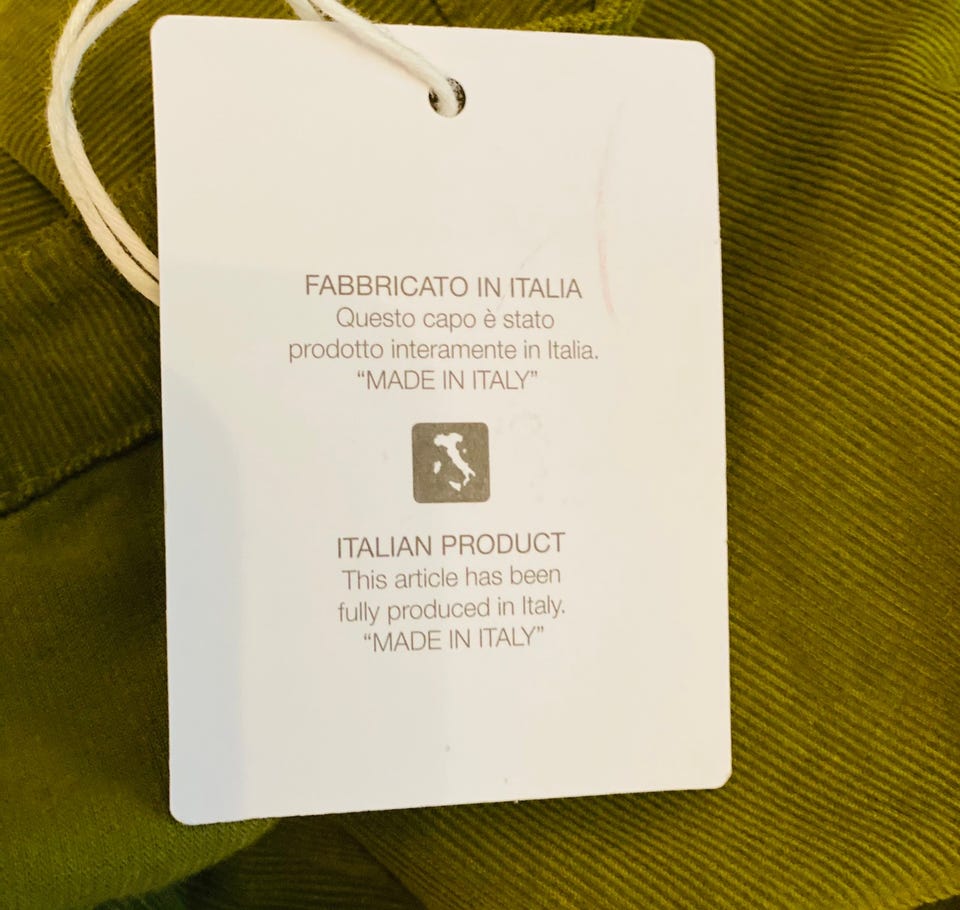 FABBRICATO IN ITALIA
Questo capo è stato
prodotto interamente in Italia.
“MADE IN ITALY”
ITALIAN PRODUCT
This article has been
fully produced in Italy.
“MADE IN ITALY”